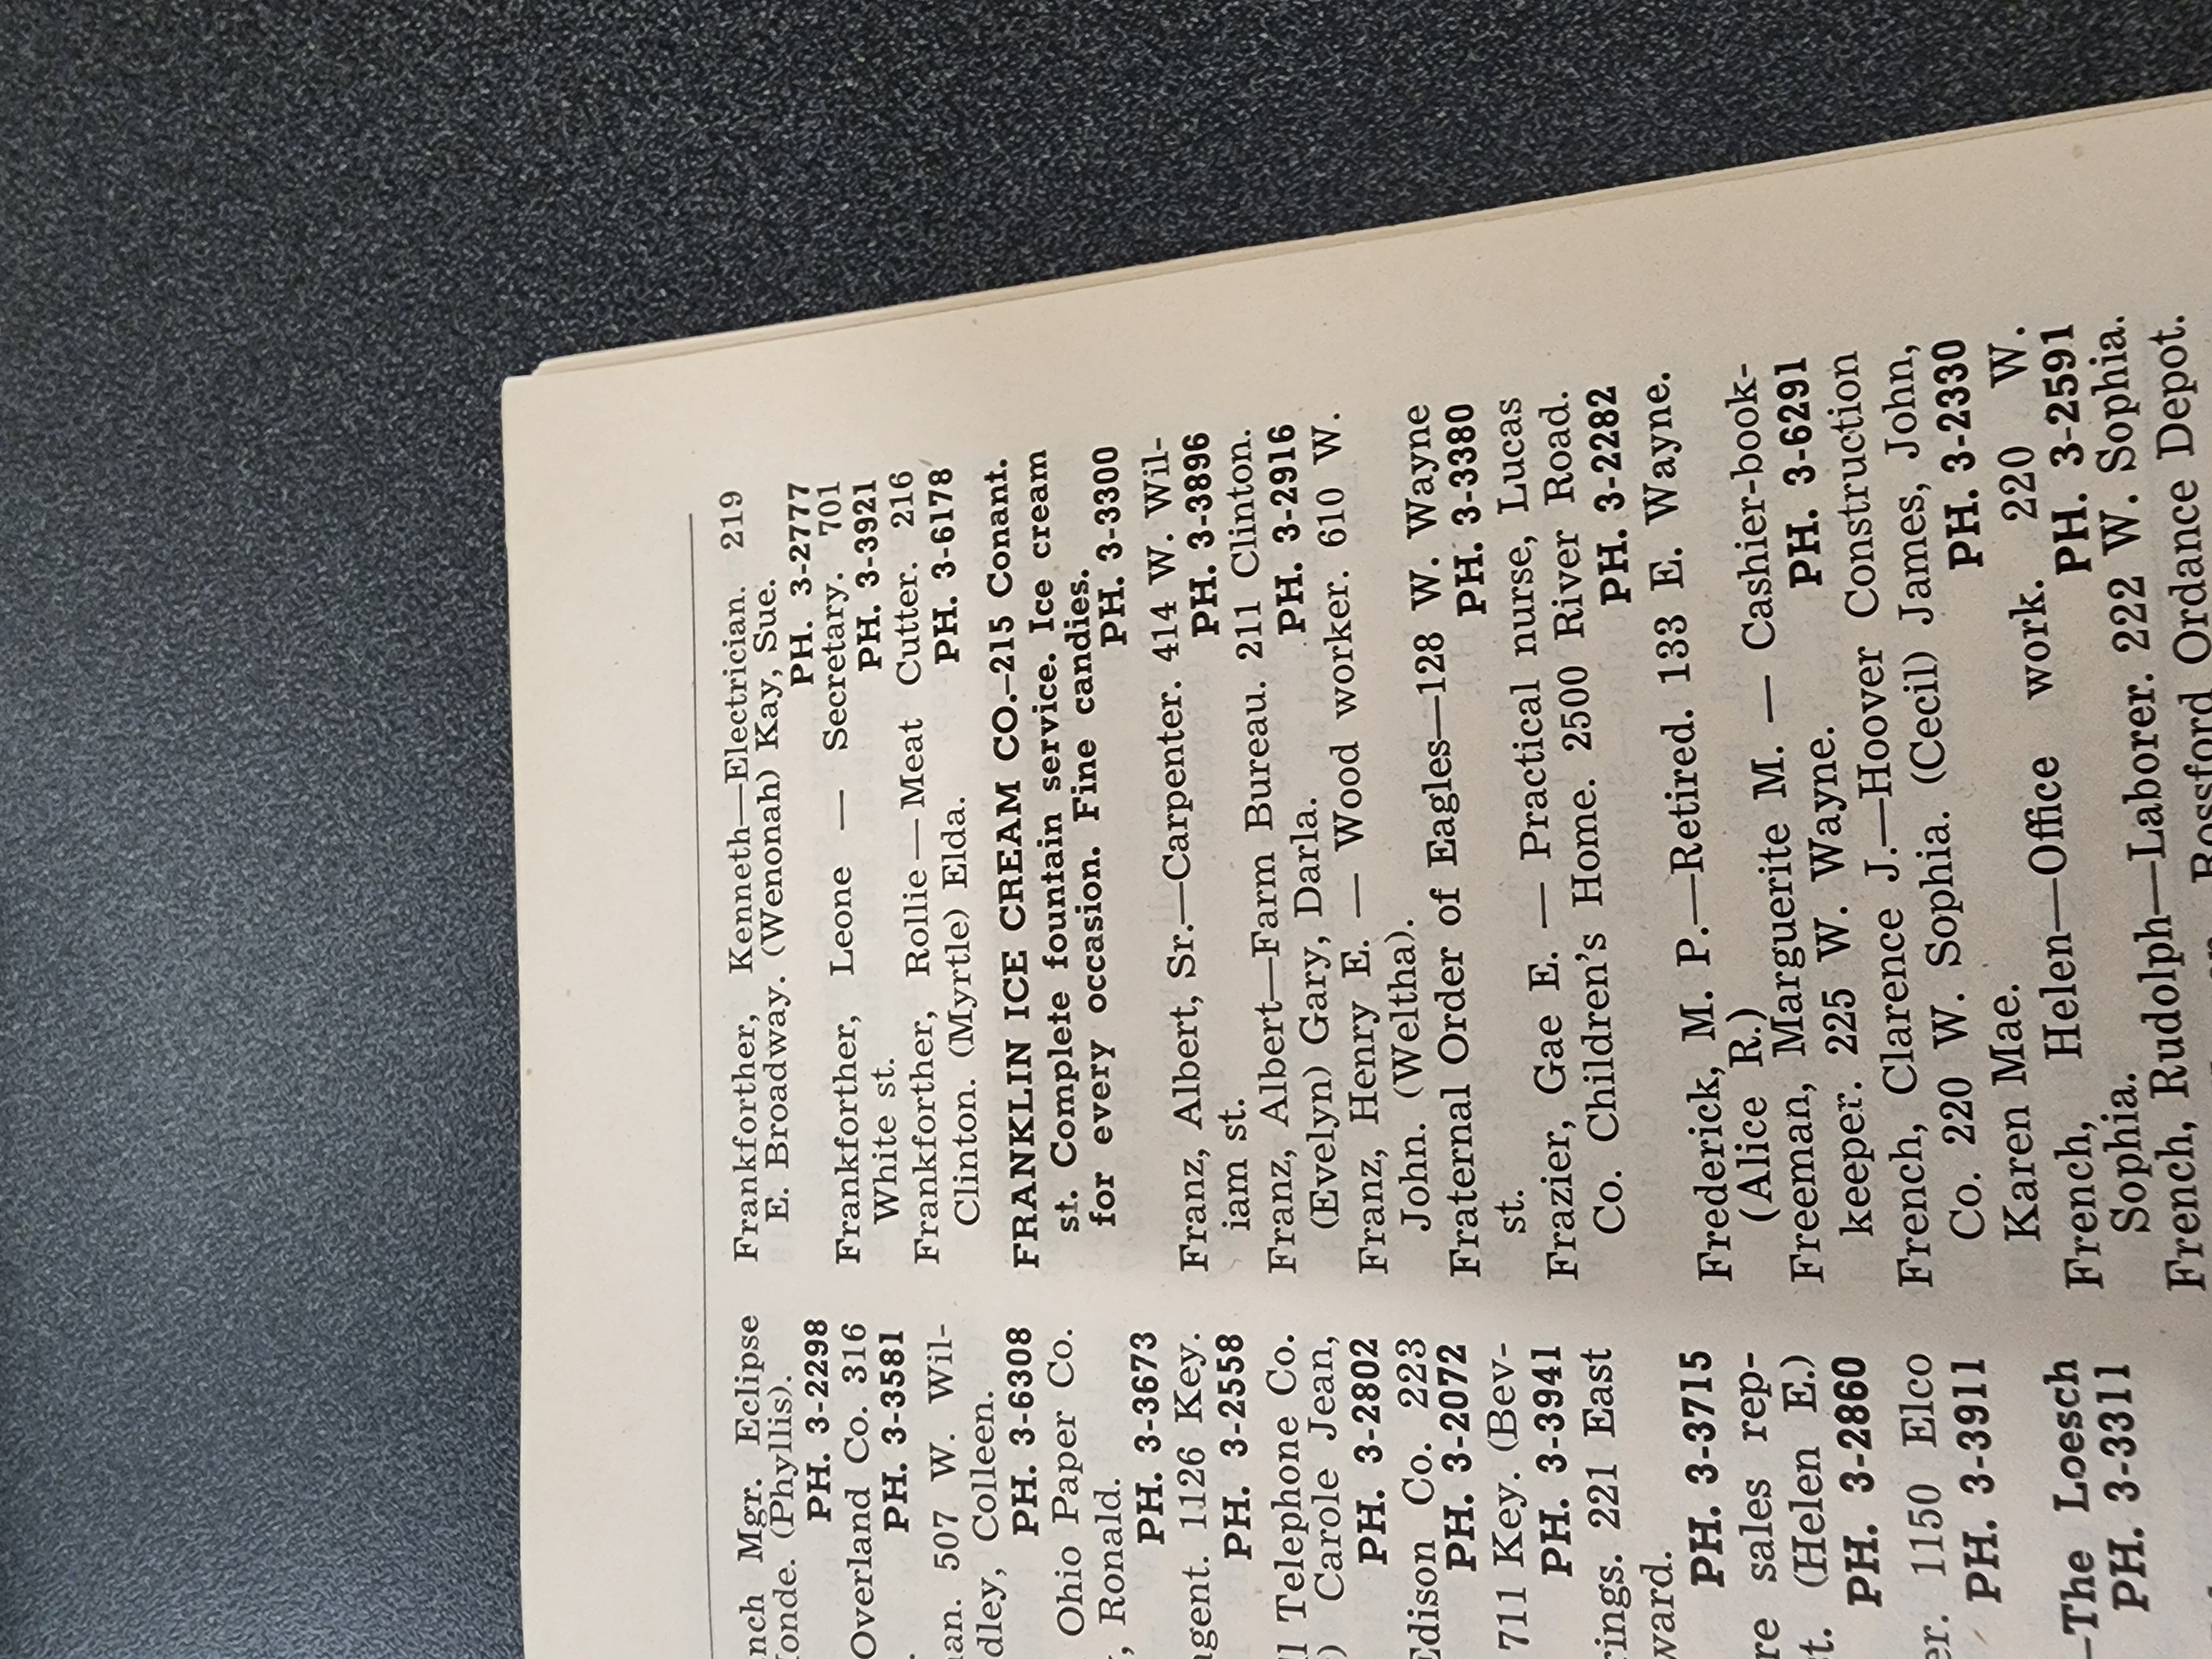 nch Mgr. Eclipse
onde. (Phyllis).
PH. 3-2298
Overland Co. 316
PH. 3-3581
an. 507 W. Wil-
dley, Colleen.
PH. 3-6308
Ohio Paper Co.
, Ronald.
PH. 3-3673
gent. 1126 Key.
PH. 3-2558
ll Telephone Co.
) Carole Jean,
PH. 3-2802
Edison Co. 223
PH. 3-2072
711 Key. (Bev-
PH. 3-3941
rings. 221 East
ward.
PH. 3-3715
re sales rep-
t. (Helen E.)
PH. 3-2860
er. 1150 Elco
PH. 3-3911
—The Loesch
PH. 3-3311
Frankforther, Kenneth—Electrician. 219
E. Broadway. (Wenonah) Kay, Sue.
PH. 3-2777
Frankforther, Leone — Secretary. 701
White st. PH. 3-3921
Frankforther, Rollie — Meat Cutter. 216
Clinton. (Myrtle) Elda. PH. 3-6178
FRANKLIN ICE CREAM CO.—215 Conant.
st. Complete fountain service. Ice cream
for every occasion. Fine candies.
PH. 3-3300
Franz, Albert, Sr.—Carpenter. 414 W. Wil-
iam st. PH. 3-3896
Franz, Albert—Farm Bureau. 211 Clinton.
(Evelyn) Gary, Darla. PH. 3-2916
Franz, Henry E. — Wood worker. 610 W.
John. (Weltha).
Fraternal Order of Eagles—128 W. Wayne
st. PH. 3-3380
Frazier, Gae E. — Practical nurse, Lucas
Co. Children's Home. 2500 River Road.
PH. 3-2282
Frederick, M. P.—Retired. 133 E. Wayne.
(Alice R.)
Freeman, Marguerite M. — Cashier-book-
keeper. 225 W. Wayne. PH. 3-6291
French, Clarence J.—Hoover Construction
Co. 220 W. Sophia. (Cecil) James, John,
Karen Mae. PH. 3-2330
French, Helen—Office work. 220 W.
Sophia. PH. 3-2591
French, Rudolph—Laborer. 222 W. Sophia.
Rossford Ordance Depot.